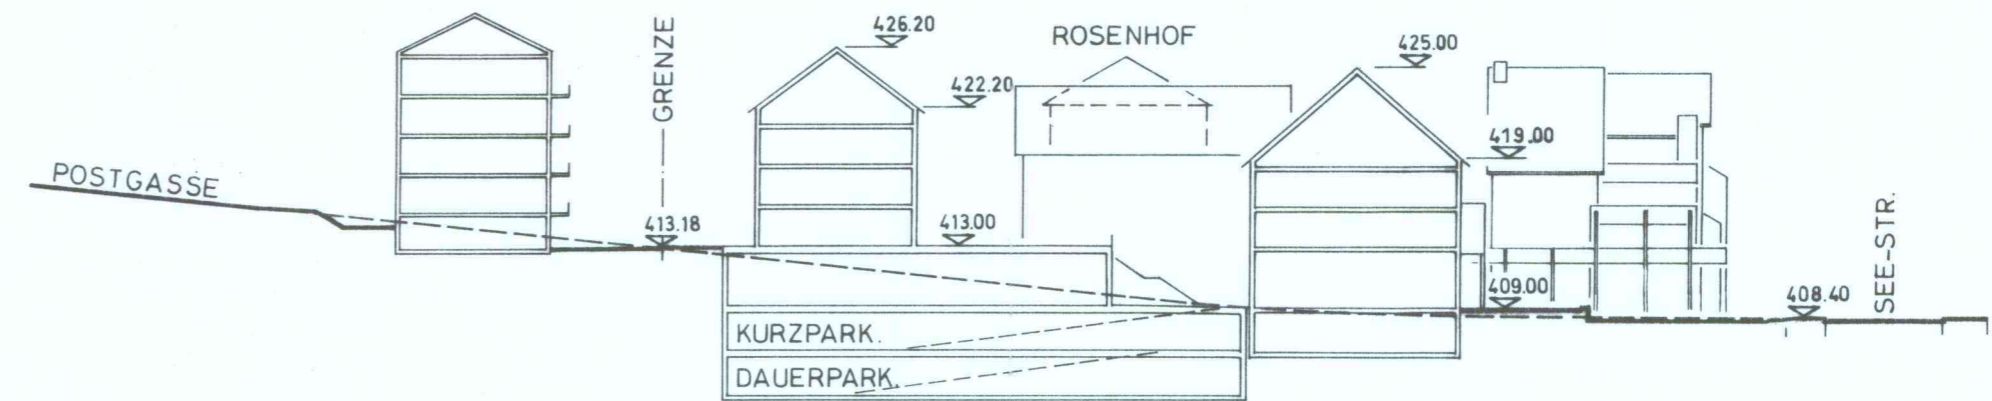 POSTGASSE
GRENZE
413.18
426.20
422.20
413.00
ROSENHOF
425.00
419.00
409.00
408.40
SEE-STR.
KURZPARK.
DAUERPARK.